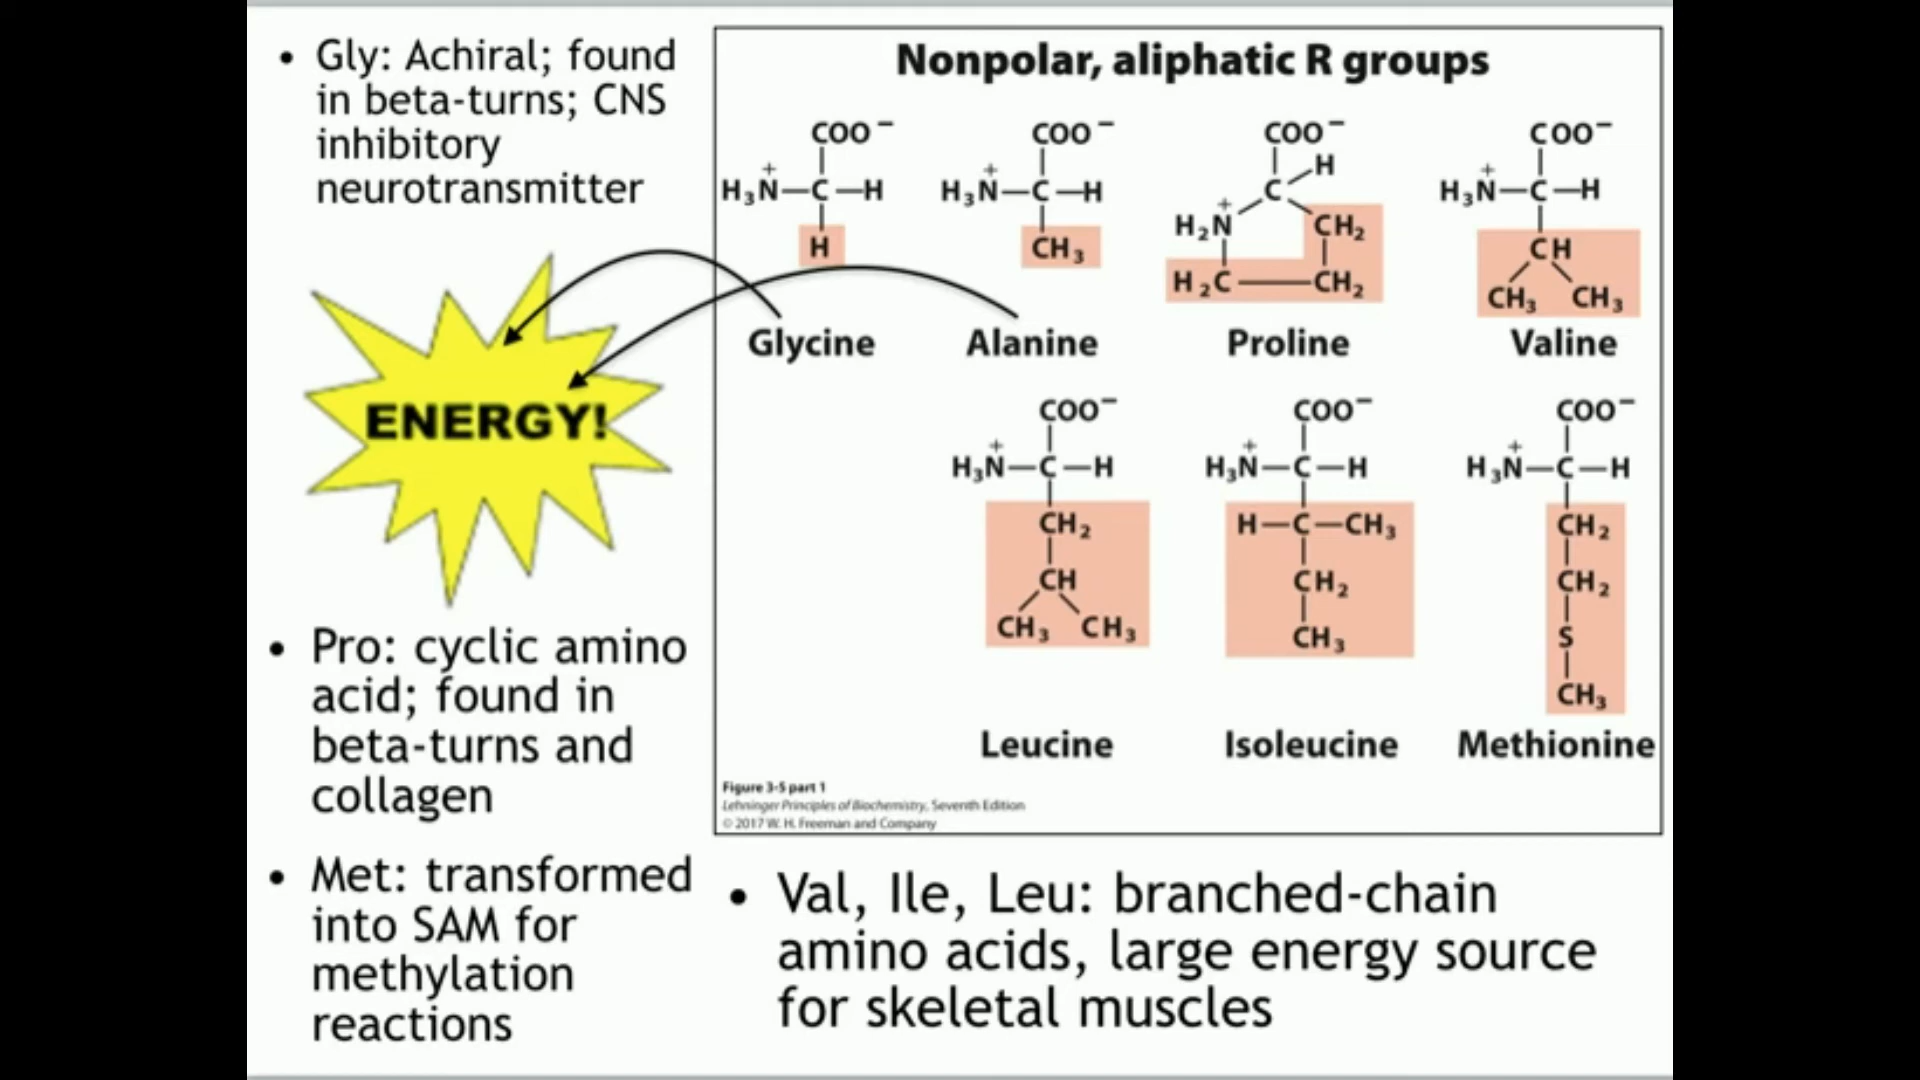 • Gly: Achiral; found
in beta-turns; CNS
inhibitory
neurotransmitter
ENERGY!
• Pro: cyclic amino
acid; found in
beta-turns and
collagen
• Met: transformed
into SAM for
methylation
reactions
Nonpolar, aliphatic R groups
COO⁻
H₃N⁺—C—H
H
Glycine
COO⁻
H₃N⁺—C—H
CH₃
Alanine
COO⁻
H
C
H₂N⁺
CH₂
H₂C—CH₂
Proline
COO⁻
H₃N⁺—C—H
CH
CH₃ CH₃
Valine
COO⁻
H₃N⁺—C—H
CH₂
CH
CH₃ CH₃
Leucine
COO⁻
H₃N⁺—C—H
H—C—CH₃
CH₂
CH₃
Isoleucine
COO⁻
H₃N⁺—C—H
CH₂
CH₂
S
CH₃
Methionine
Figure 3-5 part 1
Lehninger Principles of Biochemistry, Seventh Edition
© 2017 W. H. Freeman and Company
• Val, Ile, Leu: branched-chain
amino acids, large energy source
for skeletal muscles